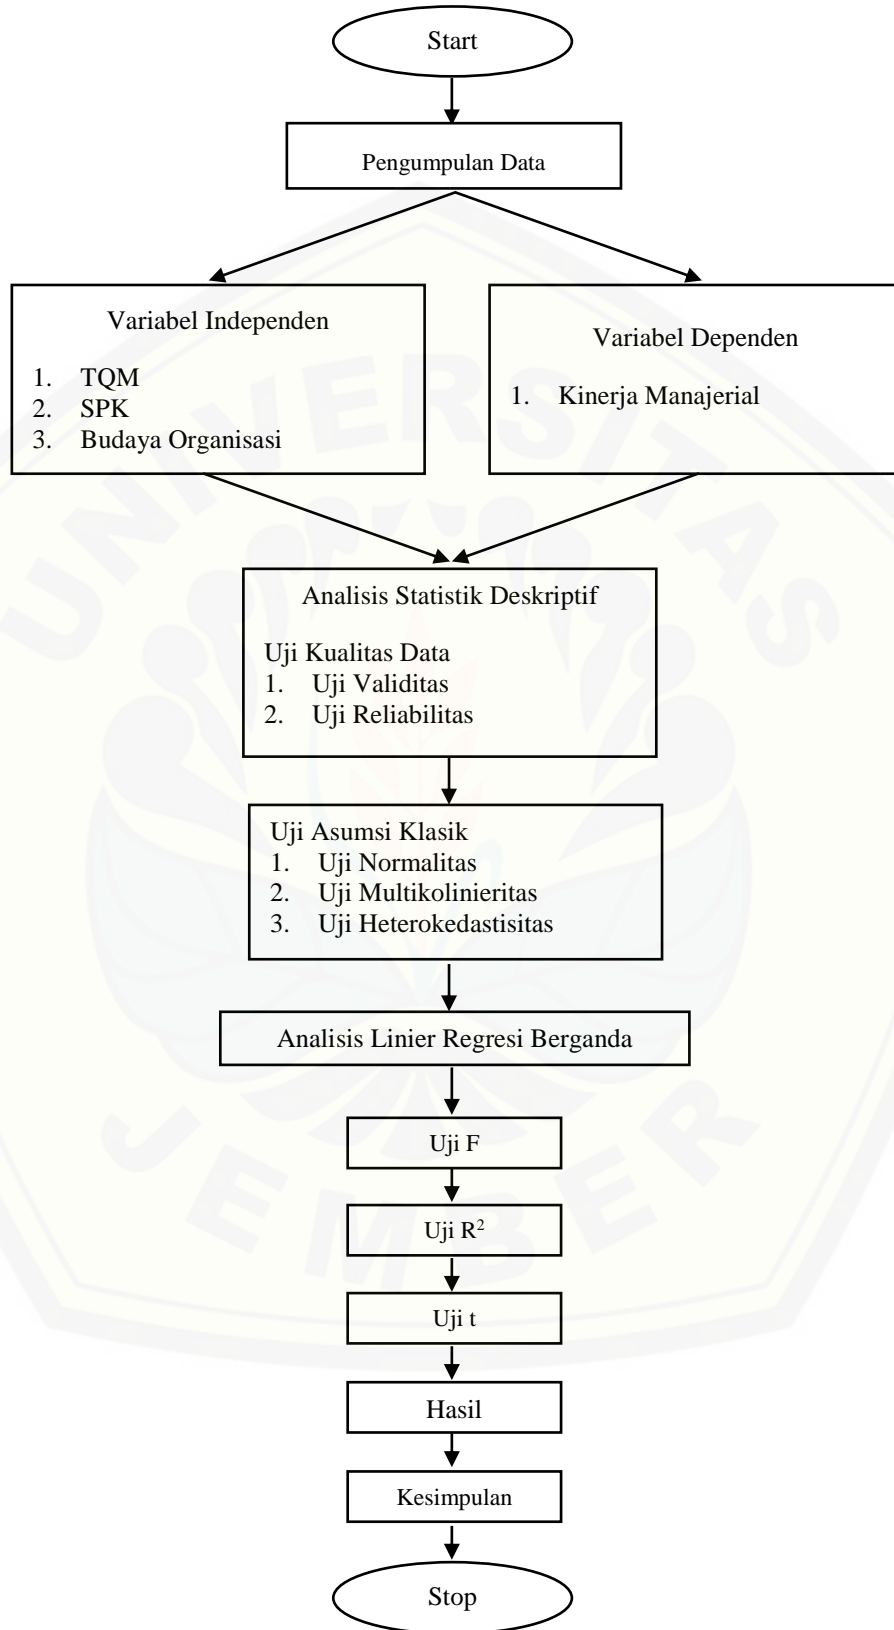 Start
Pengumpulan Data
Variabel Independen
1. TQM
2. SPK
3. Budaya Organisasi
Variabel Dependen
1. Kinerja Manajerial
Analisis Statistik Deskriptif
Uji Kualitas Data
1. Uji Validitas
2. Uji Reliabilitas
Uji Asumsi Klasik
1. Uji Normalitas
2. Uji Multikolinieritas
3. Uji Heterokedastisitas
Analisis Linier Regresi Berganda
Uji F
Uji R²
Uji t
Hasil
Kesimpulan
Stop
UNIVERSITAS
JEMBER